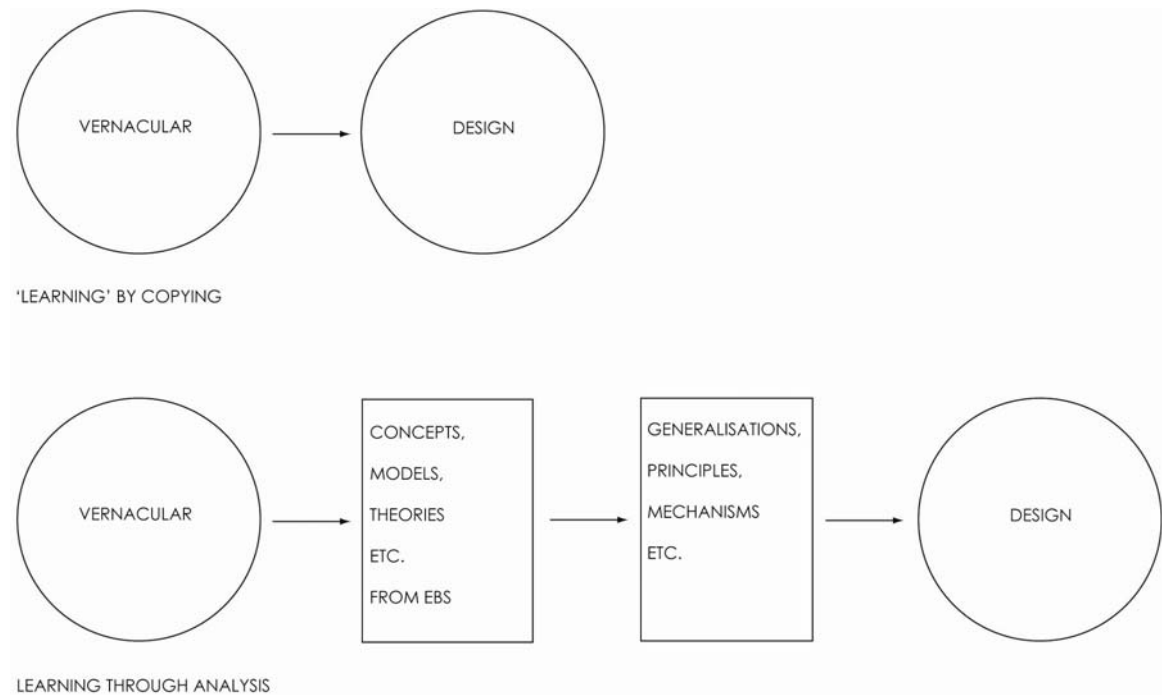 VERNACULAR
DESIGN
‘LEARNING’ BY COPYING
VERNACULAR
CONCEPTS,
MODELS,
THEORIES
ETC.
FROM EBS
GENERALISATIONS,
PRINCIPLES,
MECHANISMS
ETC.
DESIGN
LEARNING THROUGH ANALYSIS